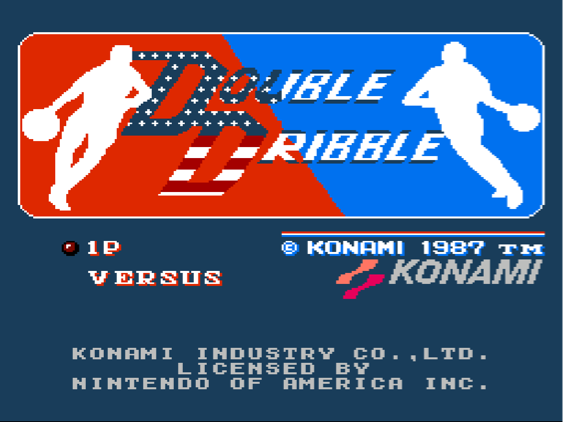 DOUBLE
DRIBBLE
1P
© KONAMI 1987 TM
VERSUS
KONAMI
KONAMI INDUSTRY CO.,LTD.
LICENSED BY
NINTENDO OF AMERICA INC.